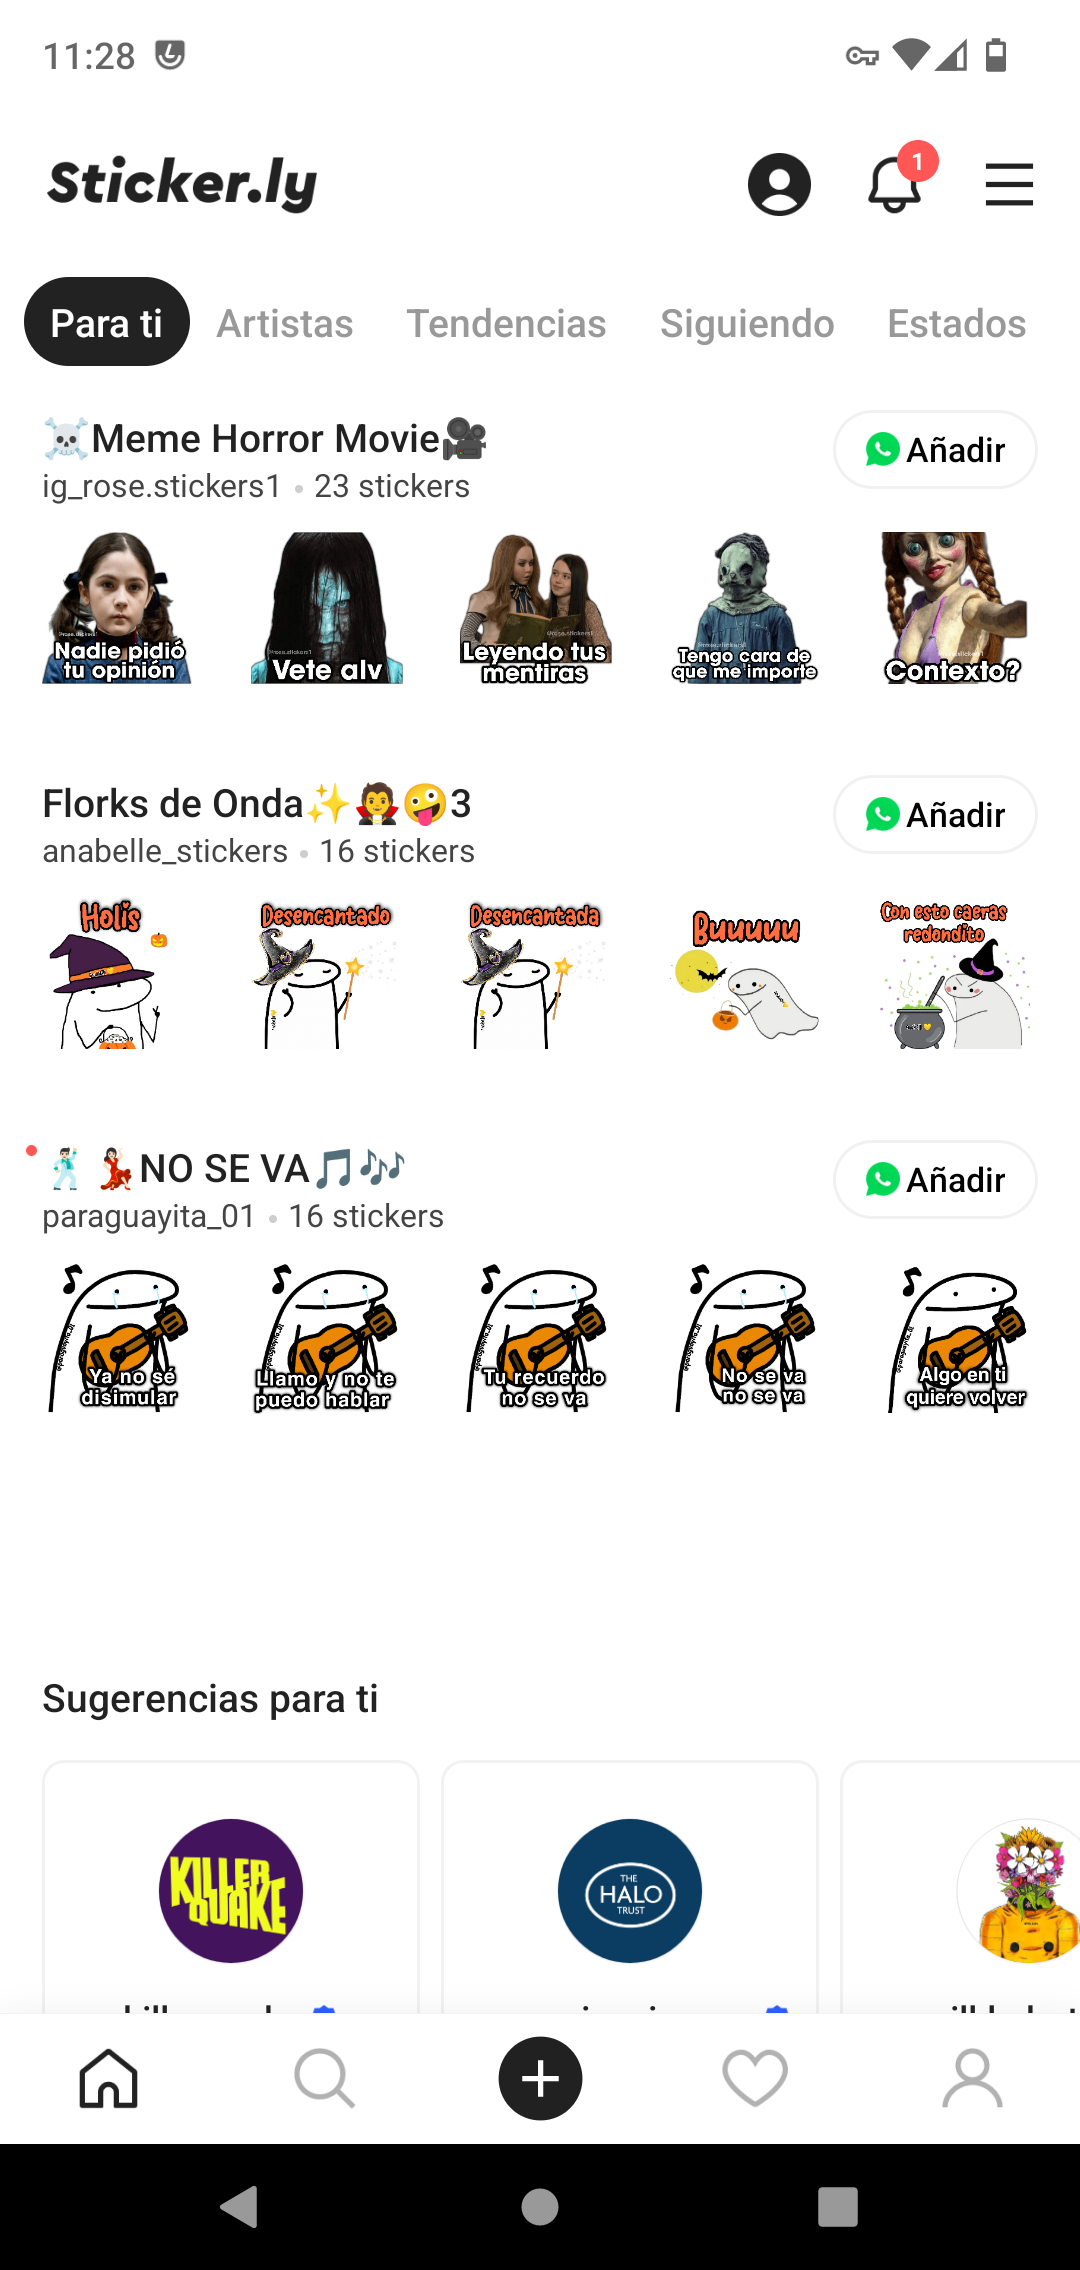 11:28
Sticker.ly
1
Para ti
Artistas
Tendencias
Siguiendo
Estados
☠️Meme Horror Movie🎥
ig_rose.stickers1 • 23 stickers
Añadir
Nadie pidió
tu opinión
Vete alv
Leyendo tus
mentiras
Tengo cara de
que me importe
Contexto?
Florks de Onda✨🧛🤪3
anabelle_stickers • 16 stickers
Añadir
Holis
Desencantado
Desencantada
Buuuuu
Con esto caeras
redondito
🕺💃NO SE VA🎵🎶
paraguayita_01 • 16 stickers
Añadir
Ya no sé
disimular
Llamo y no te
puedo hablar
Tu recuerdo
no se va
No se va
no se va
Algo en ti
quiere volver
Sugerencias para ti
KILLER
QUAKE
THE
HALO
TRUST